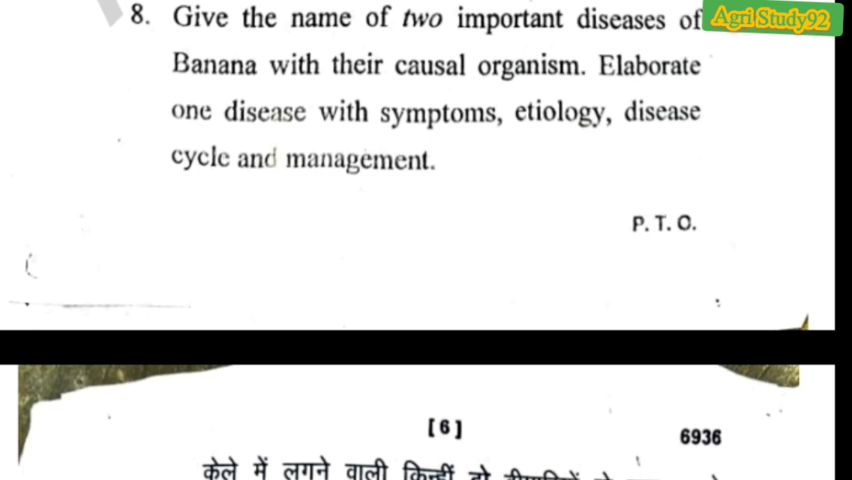 8. Give the name of two important diseases of
Agri Study92
Banana with their causal organism. Elaborate
one disease with symptoms, etiology, disease
cycle and management.
P. T. O.
[ 6 ]
6936
केले में लगने वाली किन्हीं दो